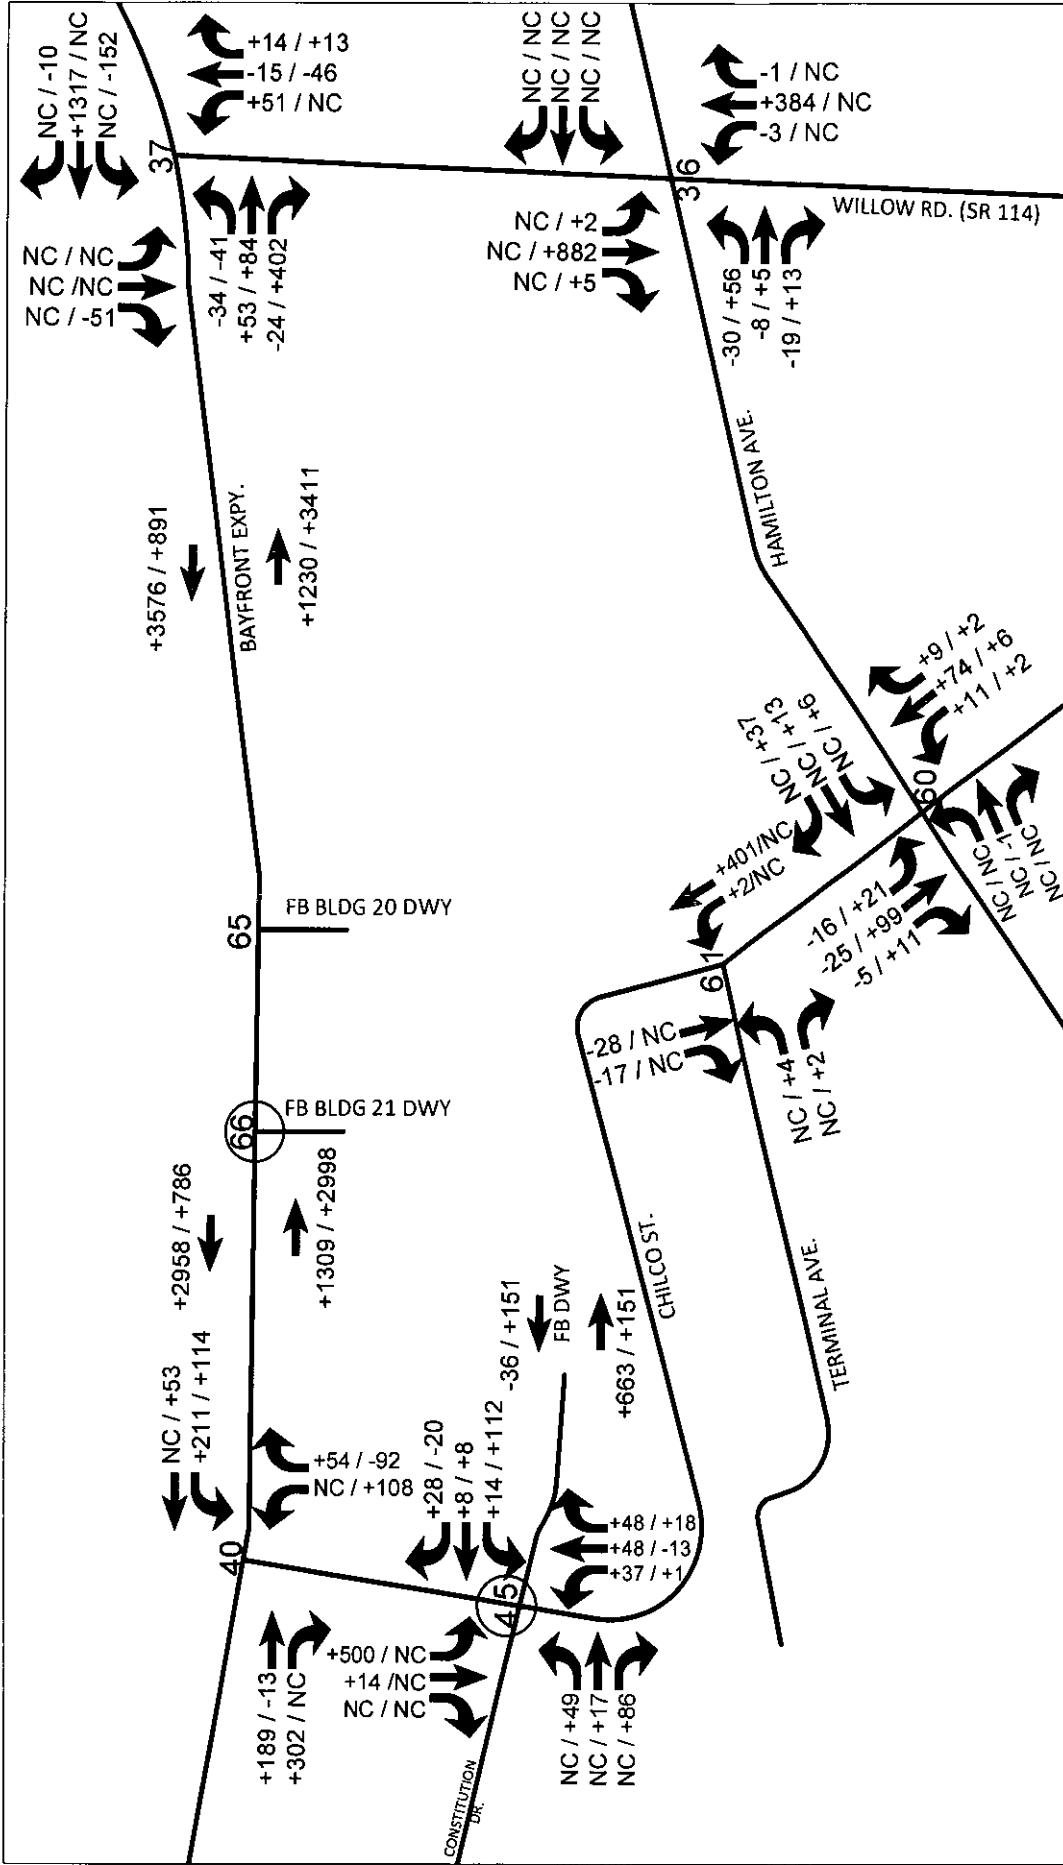 NC / -10
+1317 / NC
NC / -152
+14 / +13
-15 / -46
+51 / NC
37
NC / NC
NC /NC
NC / -51
-34 / -41
+53 / +84
-24 / +402
NC / NC
NC / NC
NC / NC
-1 / NC
+384 / NC
-3 / NC
36
WILLOW RD. (SR 114)
NC / +2
NC / +882
NC / +5
-30 / +56
-8 / +5
-19 / +13
+3576 / +891
BAYFRONT EXPY.
+1230 / +3411
HAMILTON AVE.
+9 / +2
+74 / +6
+11 / +2
NC / +37
NC / +13
NC / +6
60
+401/NC
+2/NC
-16 / +21
-25 / +99
-5 / +11
NC / NC
NC / -1
NC / NC
65
FB BLDG 20 DWY
61
-28 / NC
-17 / NC
NC / +4
NC / +2
66
FB BLDG 21 DWY
+2958 / +786
+1309 / +2998
CHILCO ST.
TERMINAL AVE.
-36 / +151
FB DWY
+663 / +151
NC / +53
+211 / +114
+54 / -92
NC / +108
40
+28 / -20
+8 / +8
+14 / +112
+48 / +18
+48 / -13
+37 / +1
45
+189 / -13
+302 / NC
+500 / NC
+14 /NC
NC / NC
NC / +49
NC / +17
NC / +86
CONSTITUTION
DR.